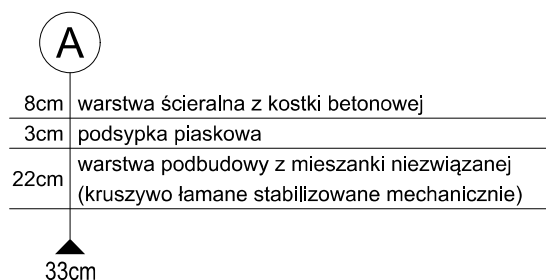 A
8cm warstwa ścieralna z kostki betonowej
3cm podsypka piaskowa
warstwa podbudowy z mieszanki niezwiązanej
22cm
(kruszywo łamane stabilizowane mechanicznie)
33cm